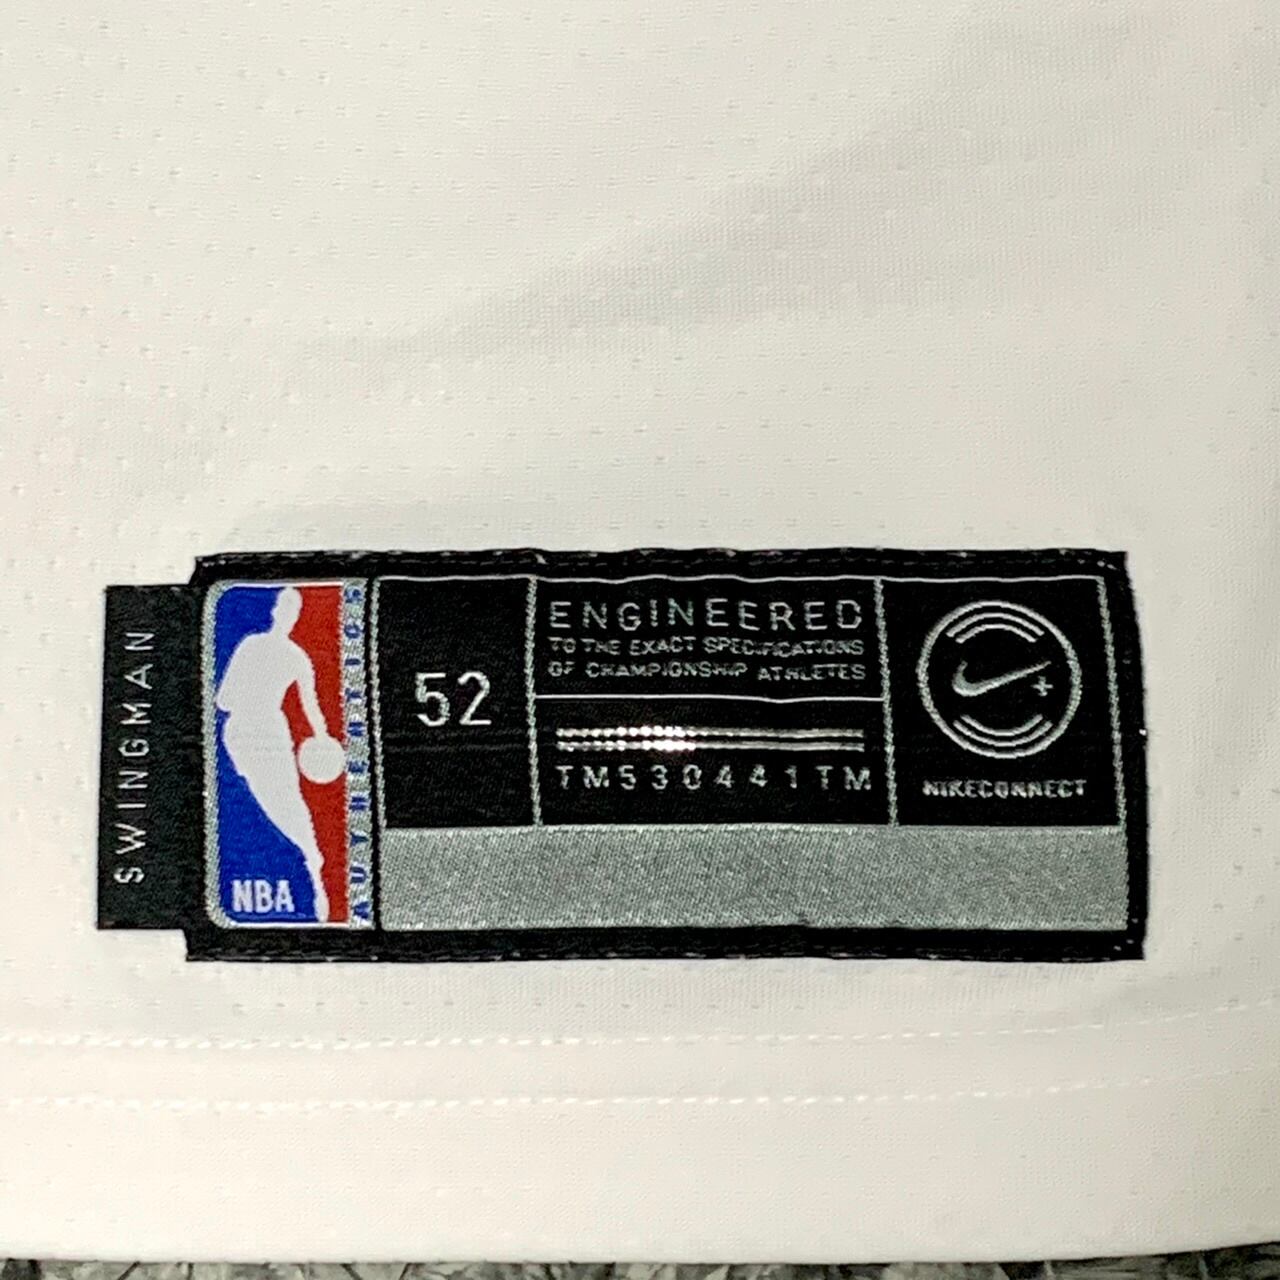 SWINGMAN
NBA
AUTHENTICS
52
ENGINEERED
TO THE EXACT SPECIFICATIONS
OF CHAMPIONSHIP ATHLETES
TM530441TM
NIKECONNECT